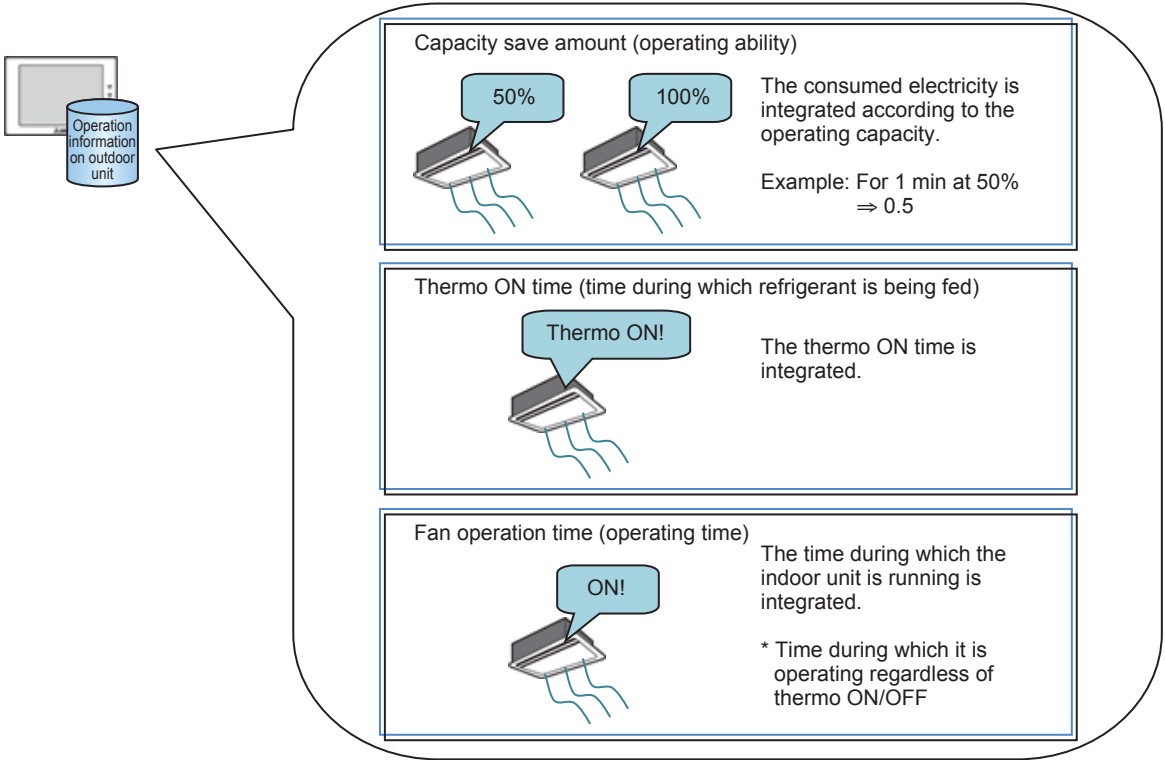 Operation
information
on outdoor
unit
Capacity save amount (operating ability)
50%
100%
The consumed electricity is
integrated according to the
operating capacity.
Example: For 1 min at 50%
⇒ 0.5
Thermo ON time (time during which refrigerant is being fed)
Thermo ON!
The thermo ON time is
integrated.
Fan operation time (operating time)
ON!
The time during which the
indoor unit is running is
integrated.
* Time during which it is
operating regardless of
thermo ON/OFF